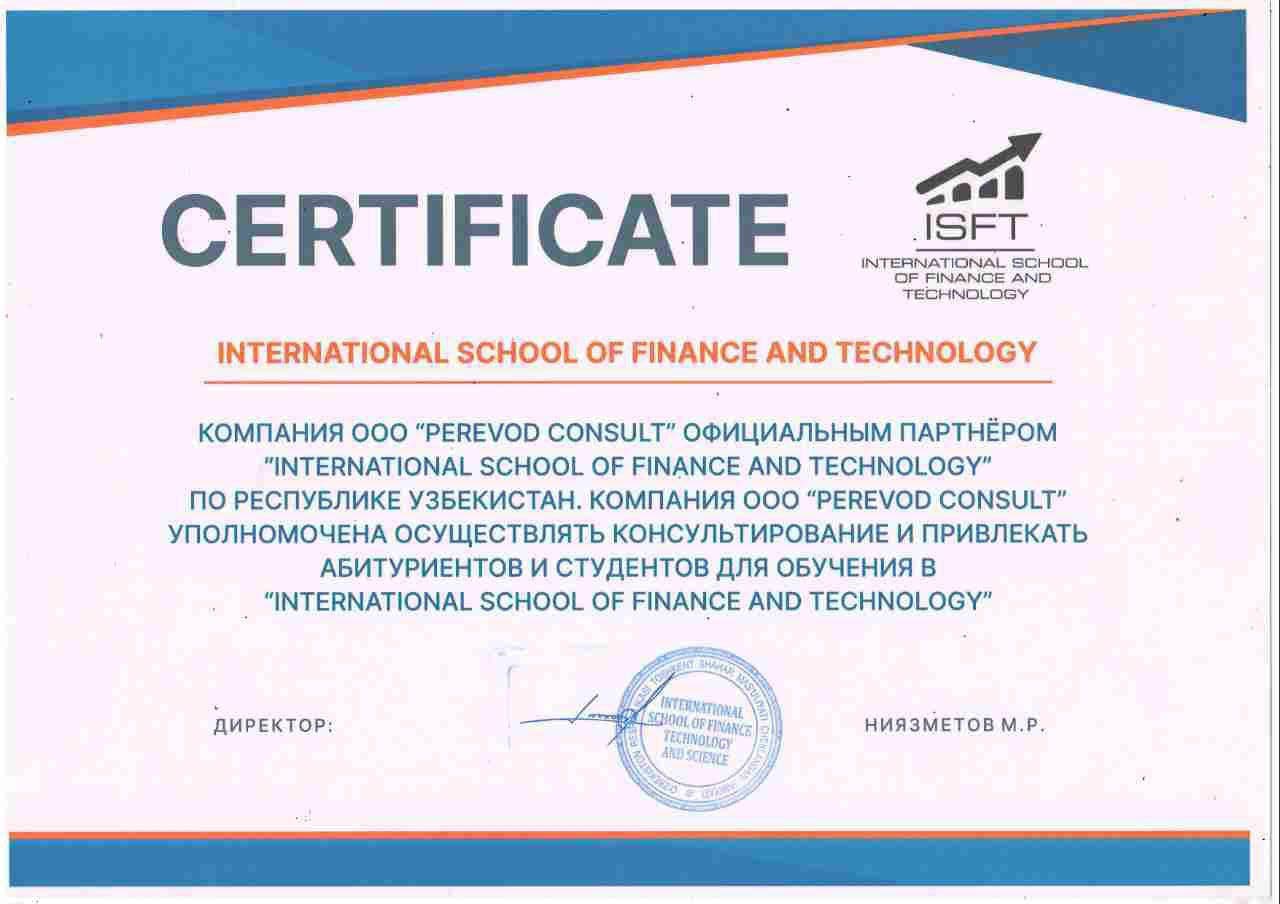 CERTIFICATE
ISFT
INTERNATIONAL SCHOOL
OF FINANCE AND
TECHNOLOGY
INTERNATIONAL SCHOOL OF FINANCE AND TECHNOLOGY
КОМПАНИЯ ООО “PEREVOD CONSULT” ОФИЦИАЛЬНЫМ ПАРТНЁРОМ
“INTERNATIONAL SCHOOL OF FINANCE AND TECHNOLOGY”
ПО РЕСПУБЛИКЕ УЗБЕКИСТАН. КОМПАНИЯ ООО “PEREVOD CONSULT”
УПОЛНОМОЧЕНА ОСУЩЕСТВЛЯТЬ КОНСУЛЬТИРОВАНИЕ И ПРИВЛЕКАТЬ
АБИТУРИЕНТОВ И СТУДЕНТОВ ДЛЯ ОБУЧЕНИЯ В
“INTERNATIONAL SCHOOL OF FINANCE AND TECHNOLOGY”
ДИРЕКТОР:
TOSHKENT SHAHAR
INTERNATIONAL
SCHOOL OF FINANCE
TECHNOLOGY
AND SCIENCE
НИЯЗМЕТОВ М.Р.